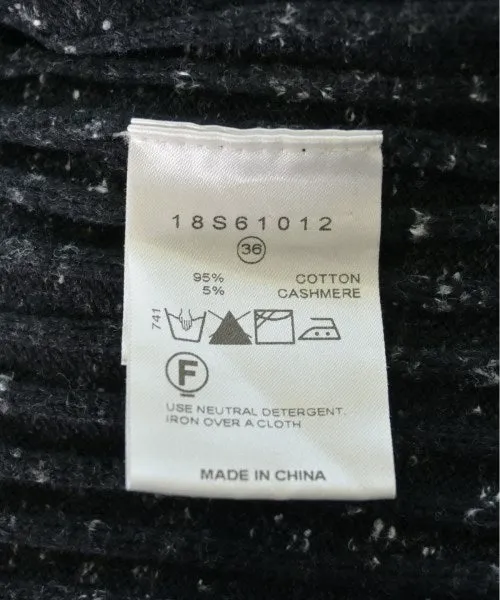 18S61012
36
95% COTTON
5% CASHMERE
741
F
USE NEUTRAL DETERGENT.
IRON OVER A CLOTH
MADE IN CHINA